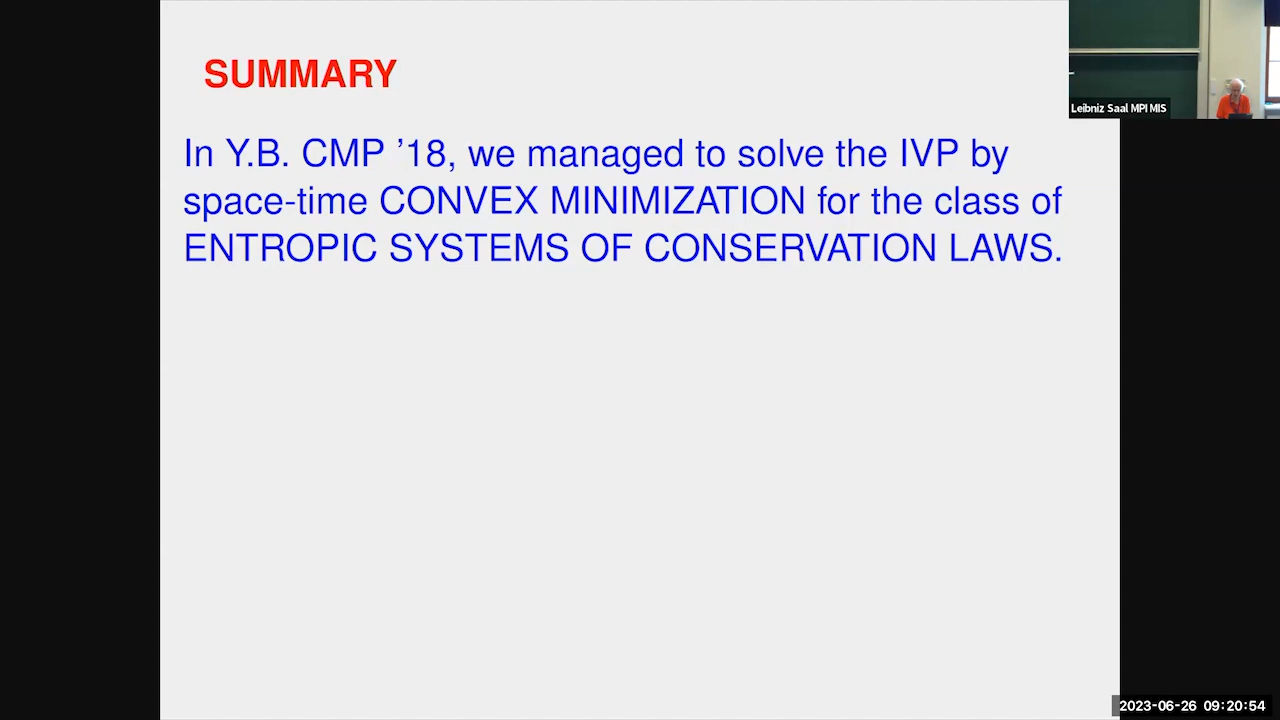 SUMMARY
In Y.B. CMP ’18, we managed to solve the IVP by
space-time CONVEX MINIMIZATION for the class of
ENTROPIC SYSTEMS OF CONSERVATION LAWS.
Leibniz Saal MPI MIS
2023-06-26 09:20:54